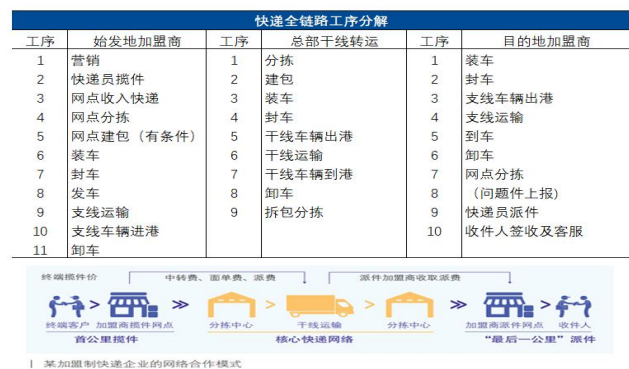 快递全链路工序分解
工序 始发地加盟商 工序 总部干线转运 工序 目的地加盟商
1 营销 1 分拣 1 装车
2 快递员揽件 2 建包 2 封车
3 网点收入快递 3 装车 3 支线车辆出港
4 网点分拣 4 封车 4 支线运输
5 网点建包（有条件） 5 干线车辆出港 5 到车
6 装车 6 干线运输 6 卸车
7 封车 7 干线车辆到港 7 网点分拣
8 发车 8 卸车 8 （问题件上报)
9 支线运输 9 拆包分拣 9 快递员派件
10 支线车辆进港 10 收件人签收及客服
11 卸车
终端揽件价 中转费、面单费、派费 派件加盟商收取派费
终端客户 加盟商揽件网点 分拣中心 干线运输 分拣中心 加盟商派件网点 收件人
首公里揽件 核心快递网络 “最后一公里”派件
| 某加盟制快递企业的网络合作模式